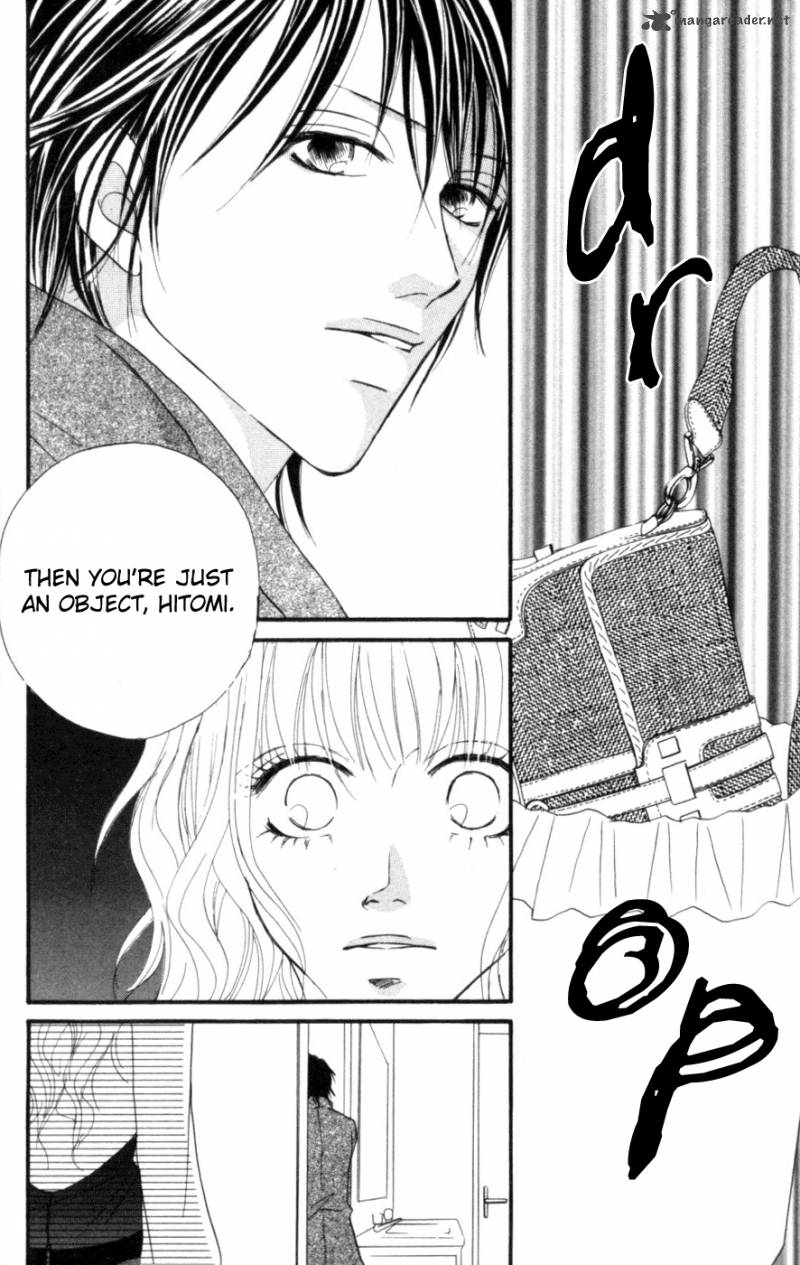 mangareader.net
dr
op
THEN YOU'RE JUST
AN OBJECT, HITOMI.